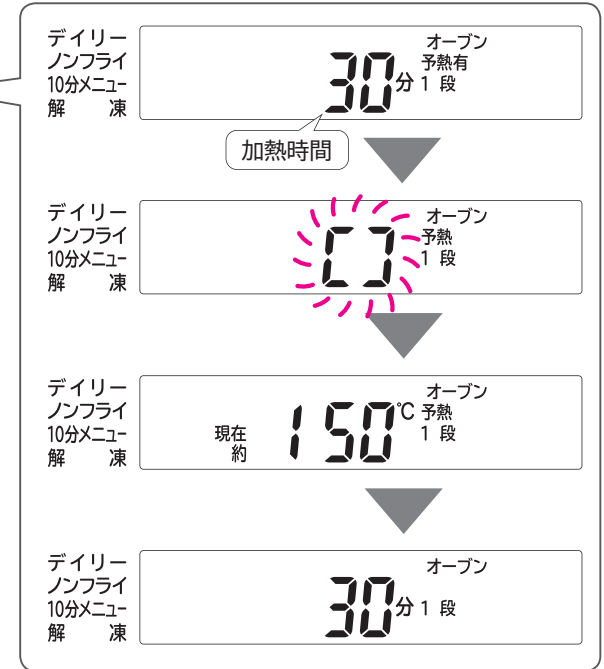 デイリー
ノンフライ
10分メニュー
解 凍
オーブン
予熱有
30分 1 段
加熱時間
デイリー
ノンフライ
10分メニュー
解 凍
オーブン
予熱
1 段
デイリー
ノンフライ
10分メニュー
解 凍
オーブン
現在
約
150℃ 予熱
1 段
デイリー
ノンフライ
10分メニュー
解 凍
オーブン
30分 1 段